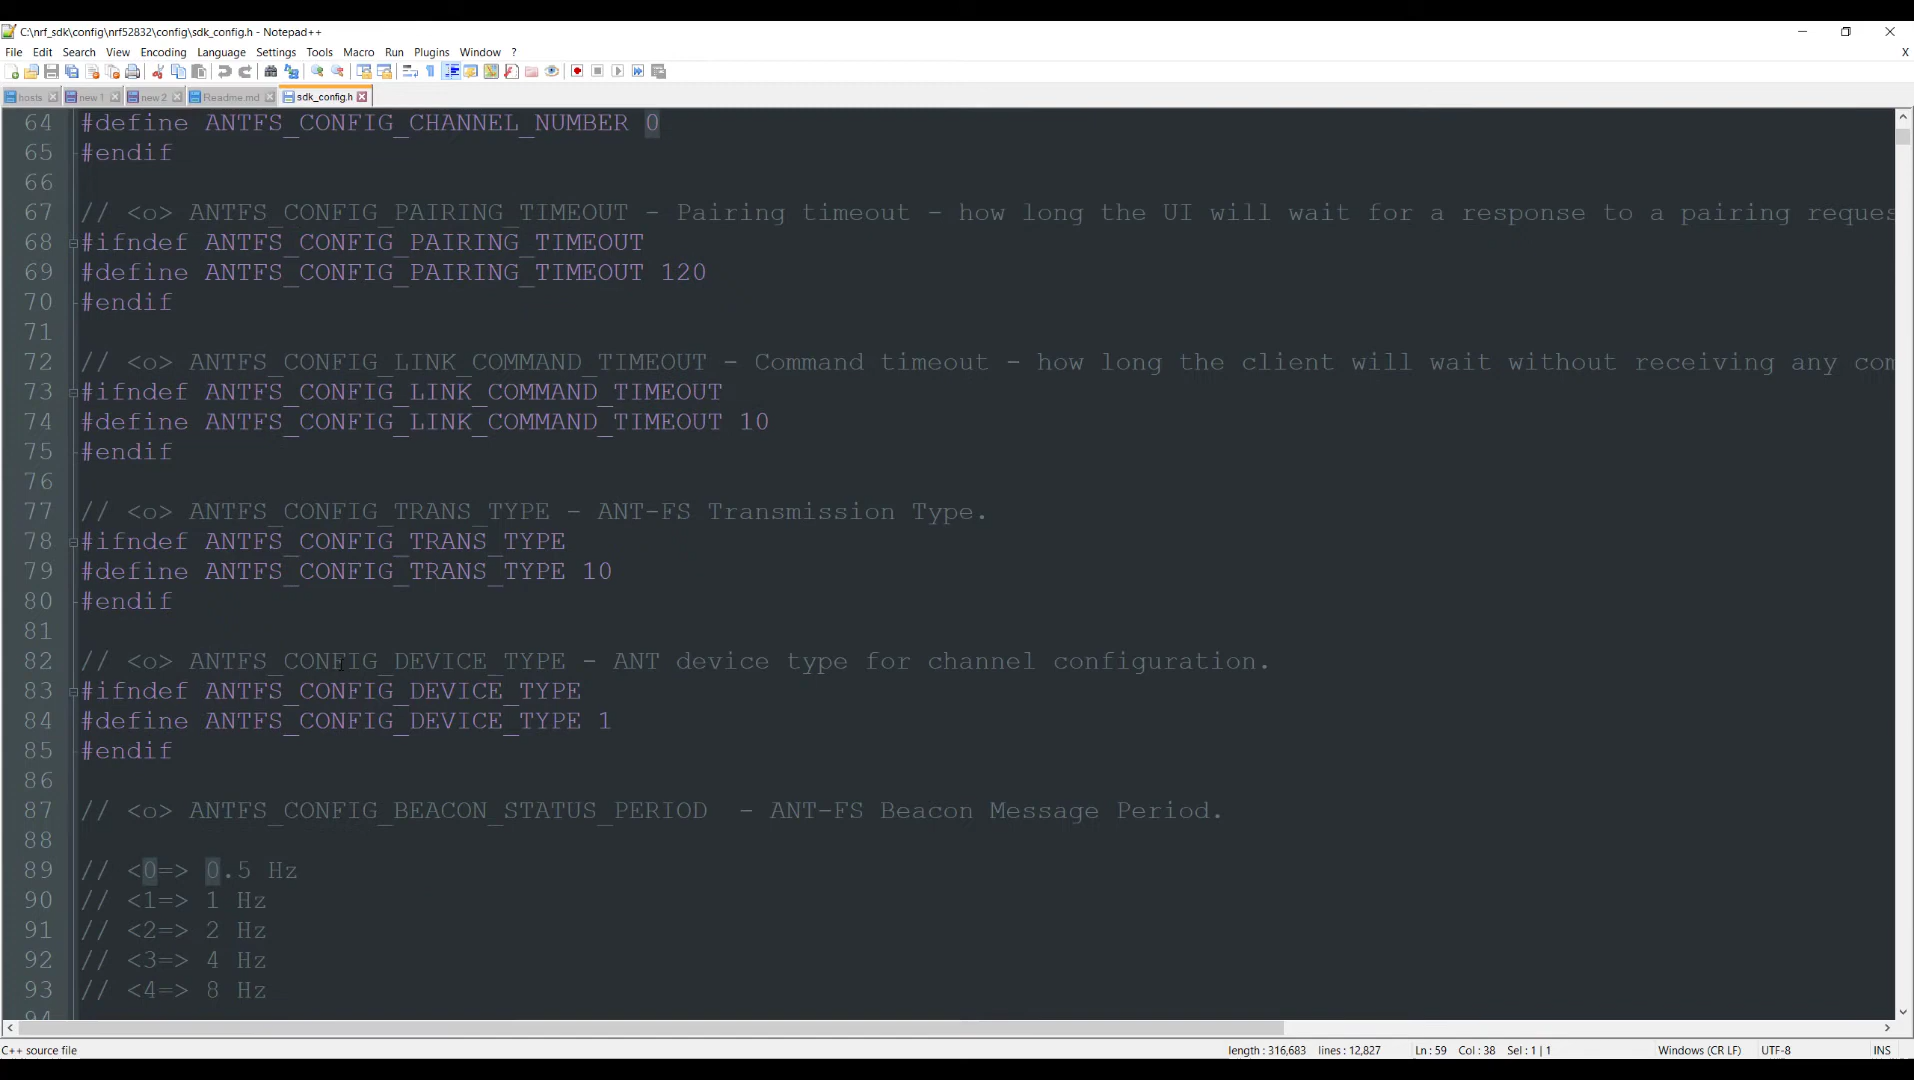 C:\nrf_sdk\config\nrf52832\config\sdk_config.h - Notepad++
File Edit Search View Encoding Language Settings Tools Macro Run Plugins Window ? X
hosts new 1 new 2 Readme.md sdk_config.h
64 #define ANTFS_CONFIG_CHANNEL_NUMBER 0
65 #endif
66
67 // <o> ANTFS_CONFIG_PAIRING_TIMEOUT - Pairing timeout - how long the UI will wait for a response to a pairing reques
68 #ifndef ANTFS_CONFIG_PAIRING_TIMEOUT
69 #define ANTFS_CONFIG_PAIRING_TIMEOUT 120
70 #endif
71
72 // <o> ANTFS_CONFIG_LINK_COMMAND_TIMEOUT - Command timeout - how long the client will wait without receiving any com
73 #ifndef ANTFS_CONFIG_LINK_COMMAND_TIMEOUT
74 #define ANTFS_CONFIG_LINK_COMMAND_TIMEOUT 10
75 #endif
76
77 // <o> ANTFS_CONFIG_TRANS_TYPE - ANT-FS Transmission Type.
78 #ifndef ANTFS_CONFIG_TRANS_TYPE
79 #define ANTFS_CONFIG_TRANS_TYPE 10
80 #endif
81
82 // <o> ANTFS_CONFIG_DEVICE_TYPE - ANT device type for channel configuration.
83 #ifndef ANTFS_CONFIG_DEVICE_TYPE
84 #define ANTFS_CONFIG_DEVICE_TYPE 1
85 #endif
86
87 // <o> ANTFS_CONFIG_BEACON_STATUS_PERIOD  - ANT-FS Beacon Message Period.
88
89 // <0=> 0.5 Hz
90 // <1=> 1 Hz
91 // <2=> 2 Hz
92 // <3=> 4 Hz
93 // <4=> 8 Hz
94
C++ source file length : 316,683 lines : 12,827 Ln : 59 Col : 38 Sel : 1 | 1 Windows (CR LF) UTF-8 INS